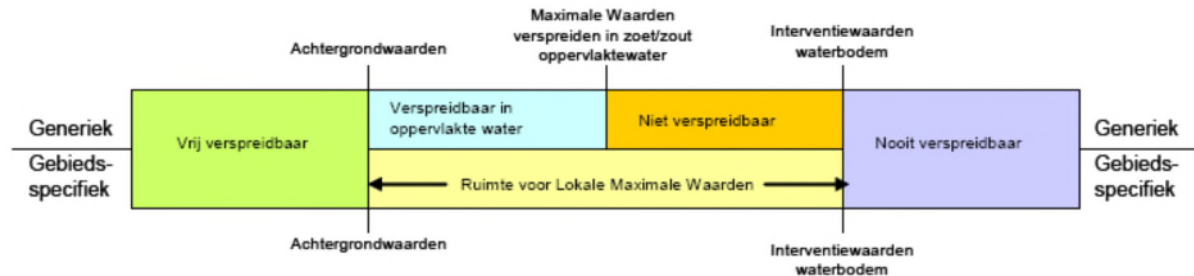 Maximale Waarden
verspreiden in zoet/zout
oppervlaktewater
Achtergrondwaarden
Interventiewaarden
waterbodem
Generiek
Gebieds-
specifiek
Vrij verspreidbaar
Verspreidbaar in
oppervlakte water
Niet verspreidbaar
Ruimte voor Lokale Maximale Waarden
Nooit verspreidbaar
Generiek
Gebieds-
specifiek
Achtergrondwaarden
Interventiewaarden
waterbodem